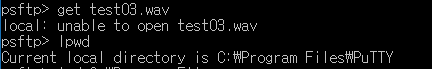 psftp> get test03.wav
local: unable to open test03.wav
psftp> lpwd
Current local directory is C:₩Program Files₩PuTTY